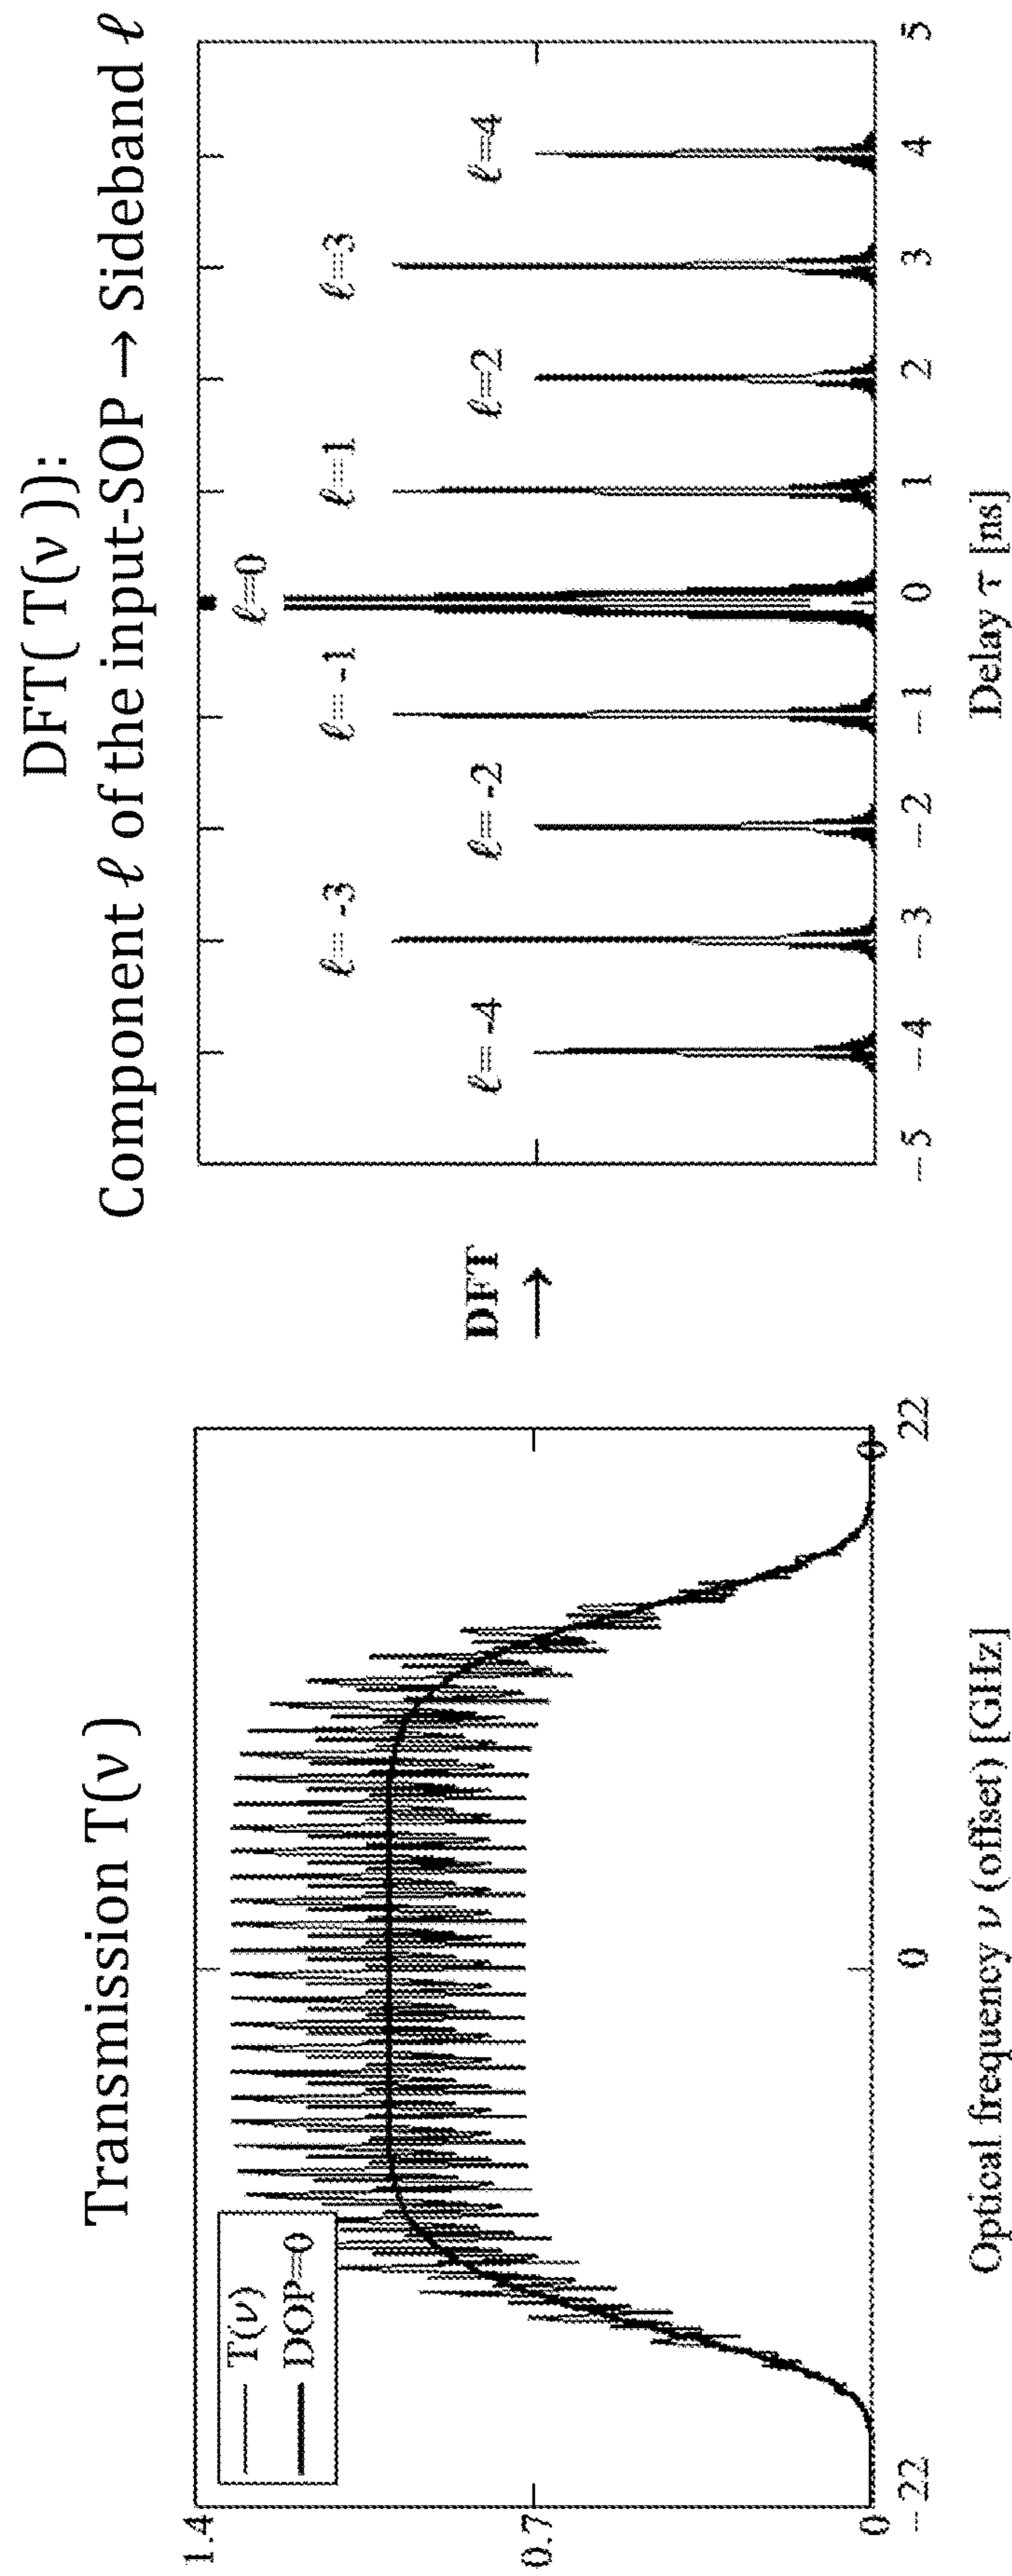 Transmission T(ν)
1.4
0.7
0
T(ν)
DOP=0
0
-22
0
22
Optical frequency ν (offset) [GHz]
DFT
→
DFT( T(ν )):
Component ℓ of the input-SOP → Sideband ℓ
ℓ= -4
ℓ= -3
ℓ= -2
ℓ= -1
ℓ=0
ℓ=1
ℓ=2
ℓ=3
ℓ=4
-5
-4
-3
-2
-1
0
1
2
3
4
5
Delay τ [ns]